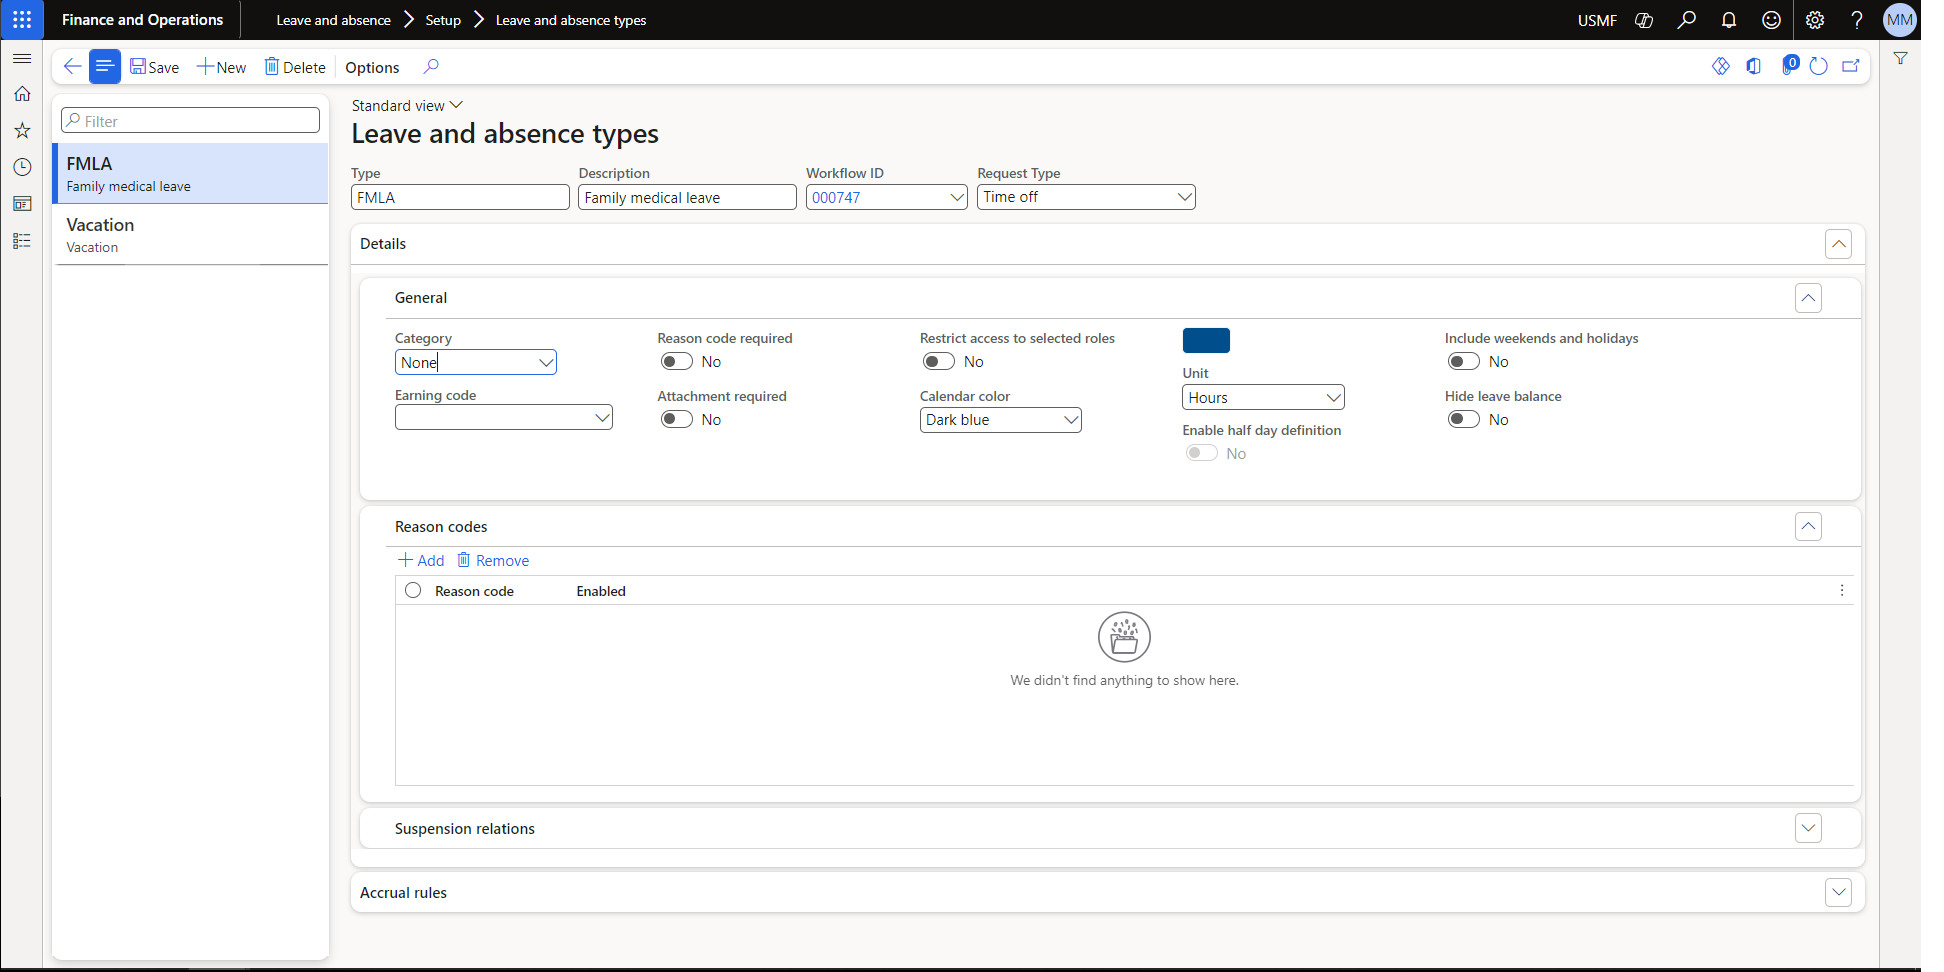 Finance and Operations
Leave and absence > Setup > Leave and absence types
USMF
?
MM
Save
New
Delete
Options
0
Filter
FMLA
Family medical leave
Vacation
Vacation
Standard view
Leave and absence types
Type
Description
Workflow ID
Request Type
FMLA
Family medical leave
000747
Time off
Details
General
Category
None
Earning code
Reason code required
No
Attachment required
No
Restrict access to selected roles
No
Calendar color
Dark blue
Unit
Hours
Enable half day definition
No
Include weekends and holidays
No
Hide leave balance
No
Reason codes
Add
Remove
Reason code
Enabled
We didn't find anything to show here.
Suspension relations
Accrual rules